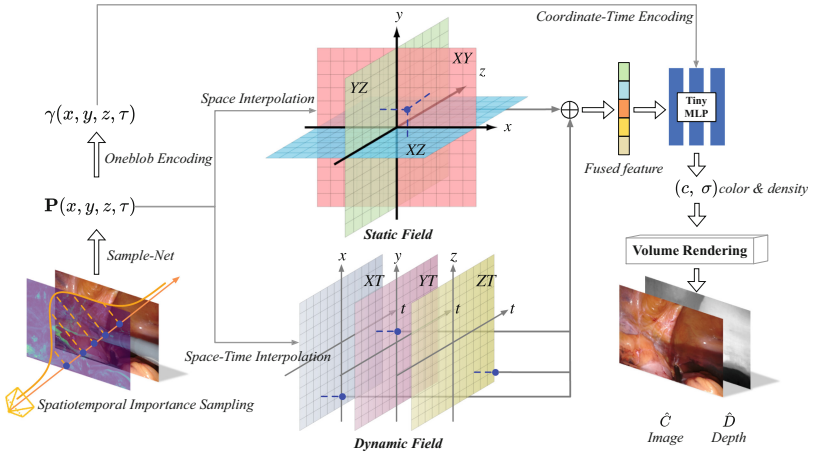 Coordinate-Time Encoding
y
XY
z
YZ
Space Interpolation
γ(x, y, z, τ)
Tiny
MLP
x
XZ
Oneblob Encoding
Fused feature
P(x, y, z, τ)
(c, σ) color & density
Static Field
Sample-Net
Volume Rendering
x
y
z
XT
YT
ZT
t
t
t
Space-Time Interpolation
Spatiotemporal Importance Sampling
Ĉ
D̂
Image
Depth
Dynamic Field